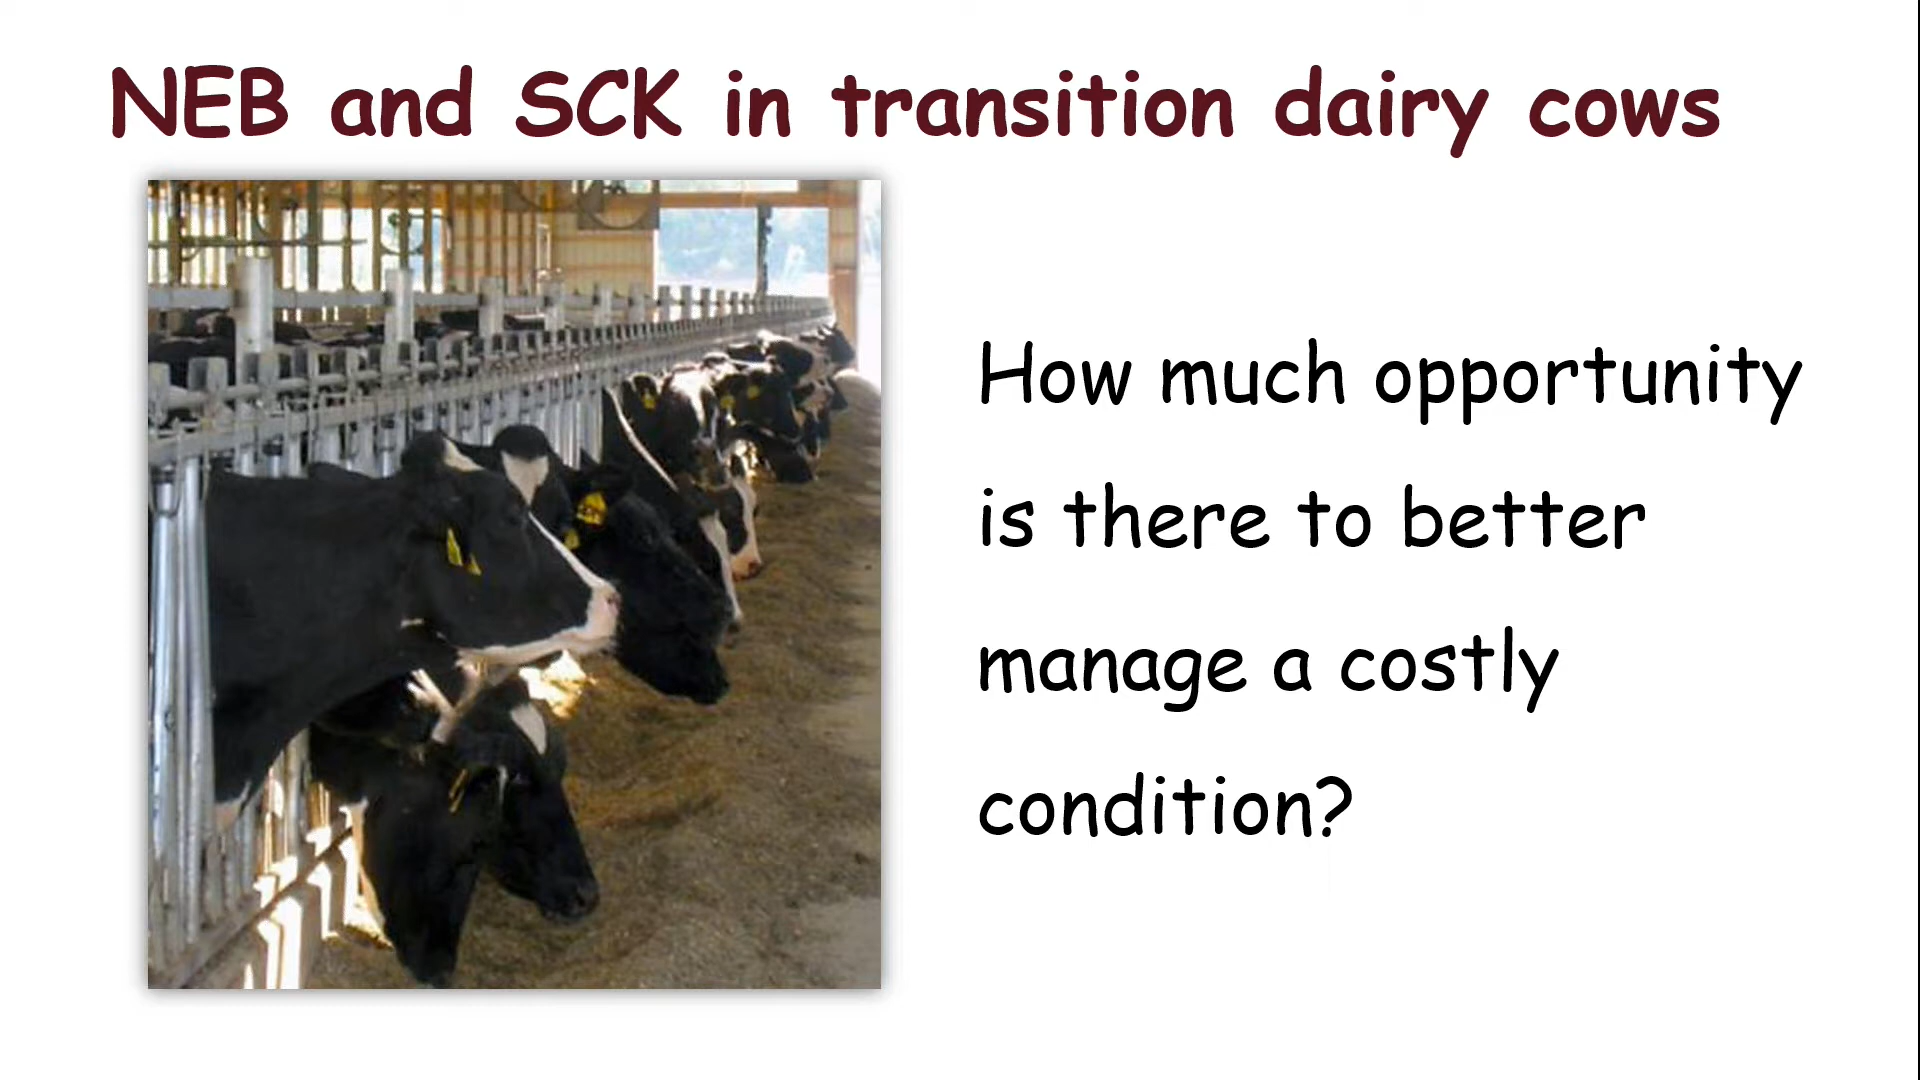 NEB and SCK in transition dairy cows
How much opportunity
is there to better
manage a costly
condition?